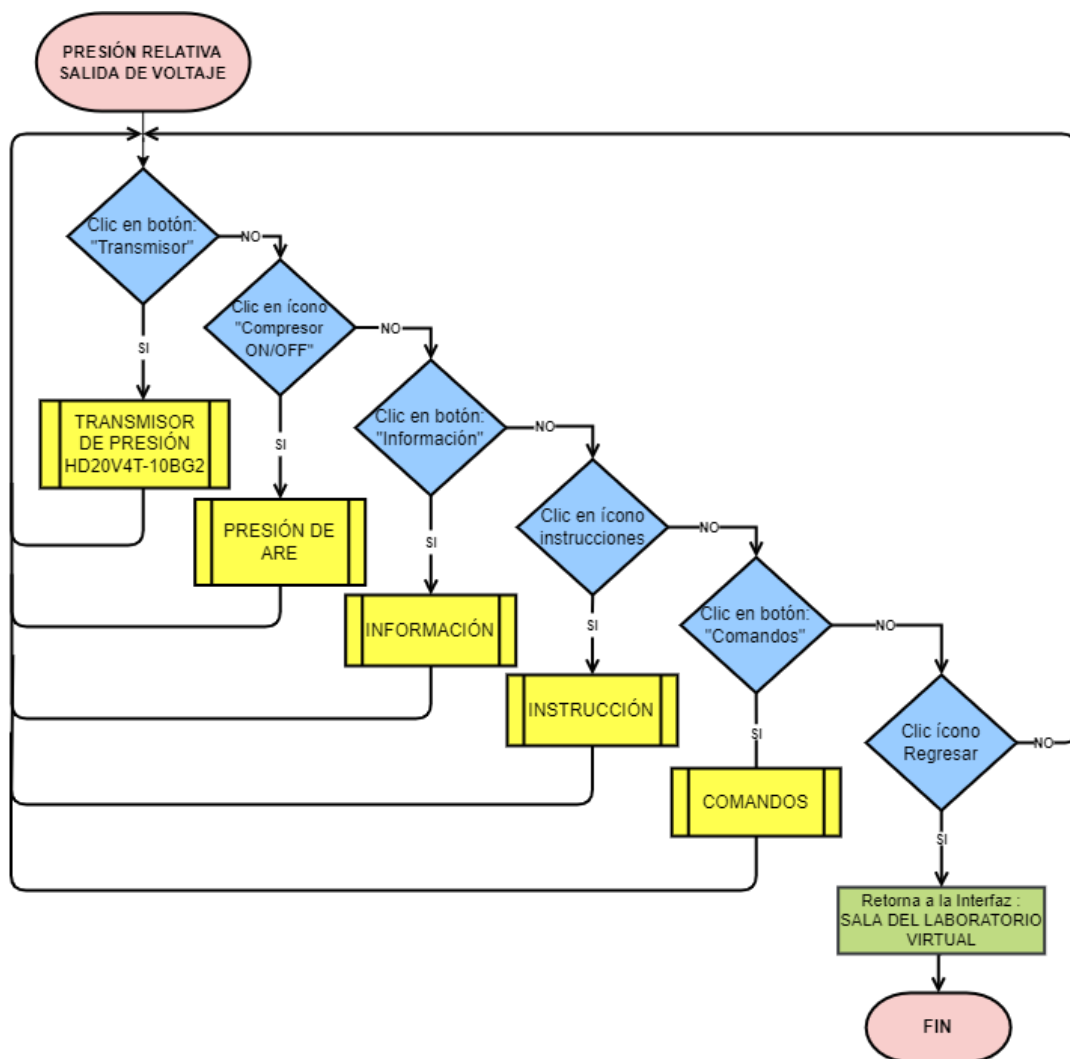 PRESIÓN RELATIVA
SALIDA DE VOLTAJE
Clic en botón:
"Transmisor"
NO
SI
TRANSMISOR
DE PRESIÓN
HD20V4T-10BG2
Clic en ícono
"Compresor
ON/OFF"
NO
SI
PRESIÓN DE
ARE
Clic en botón:
"Información"
NO
SI
INFORMACIÓN
Clic en ícono
instrucciones
NO
SI
INSTRUCCIÓN
Clic en botón:
"Comandos"
NO
SI
COMANDOS
Clic ícono
Regresar
NO
SI
Retorna a la Interfaz :
SALA DEL LABORATORIO
VIRTUAL
FIN